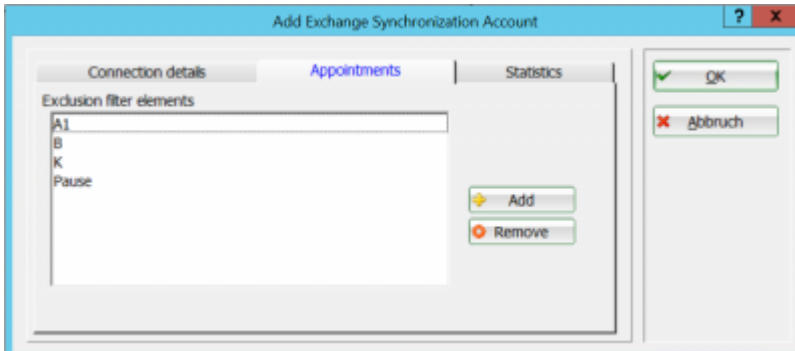 Add Exchange Synchronization Account
?
x
Connection details
Appointments
Statistics
OK
Abbruch
Exclusion filter elements
A1
B
K
Pause
Add
Remove